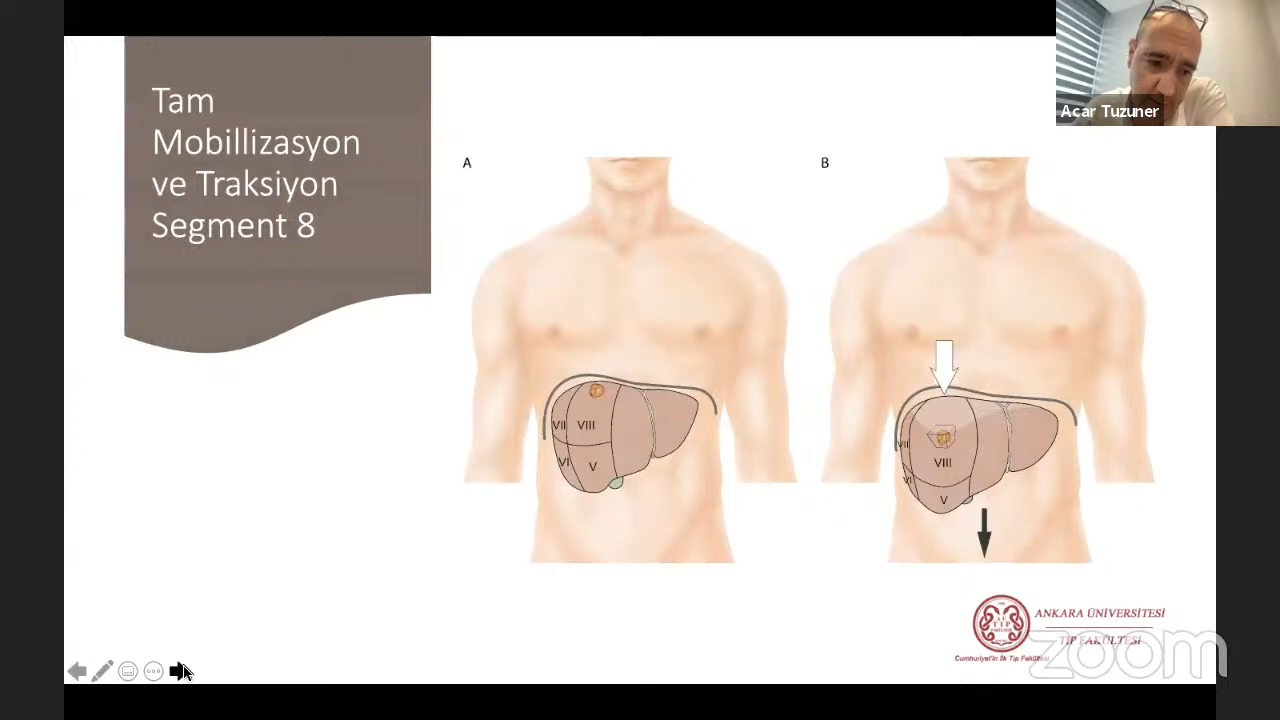 Tam
Mobillizasyon
ve Traksiyon
Segment 8
Acar Tuzuner
A
B
VII
VIII
VI
V
VII
VIII
VI
V
ANKARA ÜNİVERSİTESİ
TIP FAKÜLTESİ
Cumhuriyet'in İlk Tıp Fakültesi
zoom